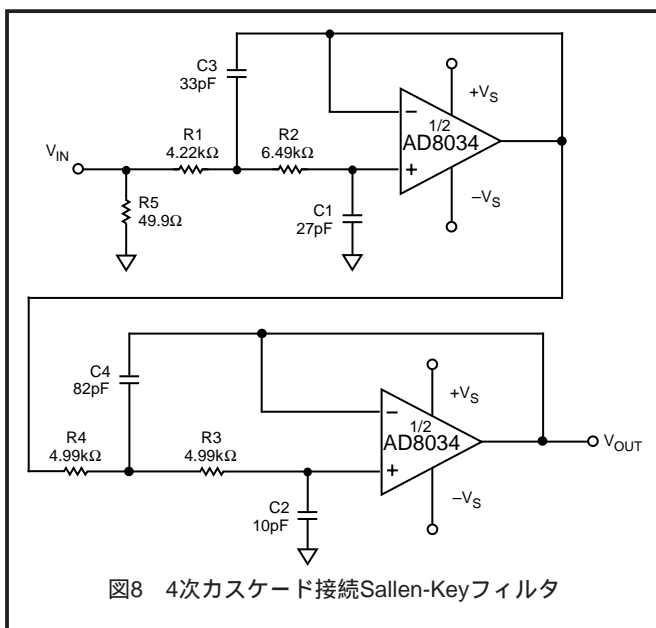 C3
33pF
+VS
1/2
AD8034
R1
4.22kΩ
R2
6.49kΩ
VIN
−
+
−VS
R5
49.9Ω
C1
27pF
C4
82pF
+VS
1/2
AD8034
R4
4.99kΩ
R3
4.99kΩ
−
+
VOUT
−VS
C2
10pF
図8 4次カスケード接続Sallen-Keyフィルタ